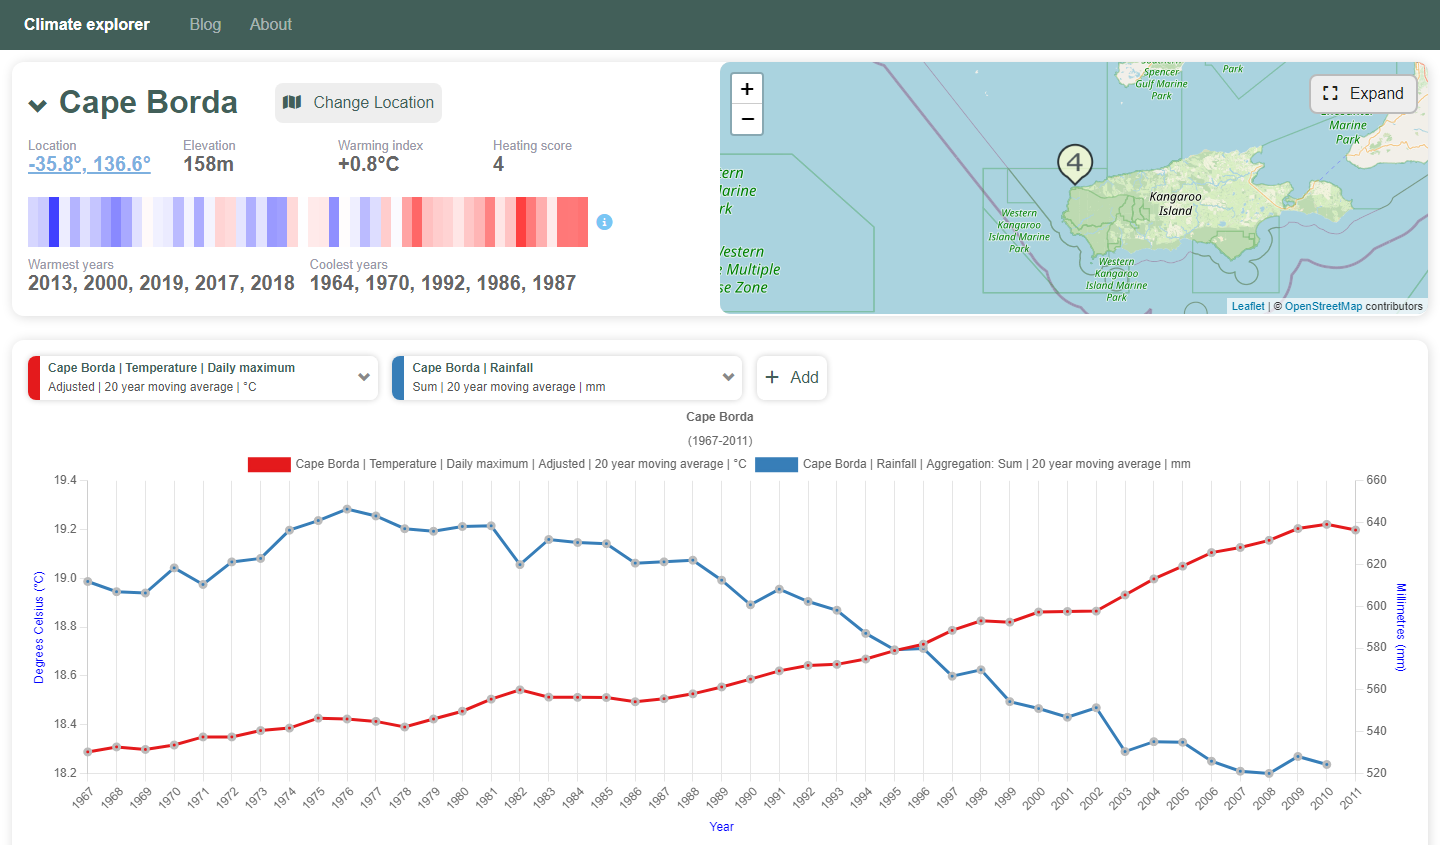 Climate explorer Blog About
Cape Borda
Change Location
Location Elevation Warming index Heating score
-35.8°, 136.6° 158m +0.8°C 4
i
Warmest years Coolest years
2013, 2000, 2019, 2017, 2018 1964, 1970, 1992, 1986, 1987
+
−
Expand
Southern
Spencer
Gulf Marine
Park
Park
Encounter
Marine
Park
4
Kangaroo
Island
Western
Kangaroo
Island Marine
Park
Western
Kangaroo
Island Marine
Park
tern
arine
rk
Western
e Multiple
se Zone
Leaflet | © OpenStreetMap contributors
Cape Borda | Temperature | Daily maximum
Adjusted | 20 year moving average | °C
Cape Borda | Rainfall
Sum | 20 year moving average | mm
+ Add
Cape Borda
(1967-2011)
Cape Borda | Temperature | Daily maximum | Adjusted | 20 year moving average | °C Cape Borda | Rainfall | Aggregation: Sum | 20 year moving average | mm
19.4
19.2
19.0
18.8
18.6
18.4
18.2
Degrees Celsius (°C)
660
640
620
600
580
560
540
520
Millimetres (mm)
1967 1968 1969 1970 1971 1972 1973 1974 1975 1976 1977 1978 1979 1980 1981 1982 1983 1984 1985 1986 1987 1988 1989 1990 1991 1992 1993 1994 1995 1996 1997 1998 1999 2000 2001 2002 2003 2004 2005 2006 2007 2008 2009 2010 2011
Year